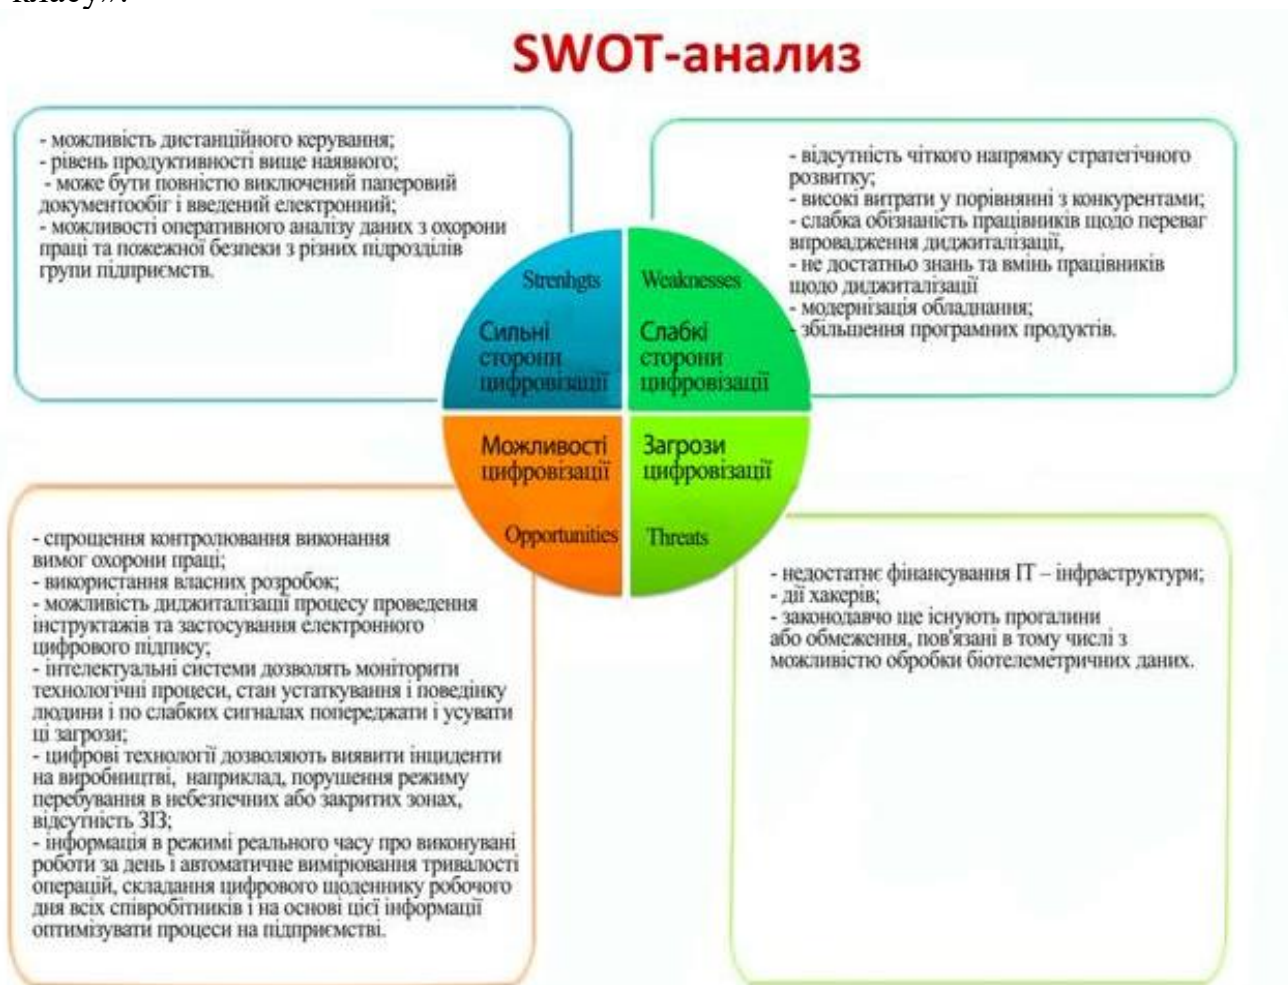 SWOT-анализ
- можливість дистанційного керування;
- рівень продуктивності вище наявного;
- може бути повністю виключений паперовий
документообіг і введений електронний;
- можливості оперативного аналізу даних з охорони
праці та пожежної безпеки з різних підрозділів
групи підприємств.
- відсутність чіткого напрямку стратегічного
розвитку;
- високі витрати у порівнянні з конкурентами;
- слабка обізнаність працівників щодо переваг
впровадження диджиталізації,
- не достатньо знань та вмінь працівників
щодо диджиталізації
- модернізація обладнання;
- збільшення програмних продуктів.
Strenhgts
Сильні
сторони
цифровізації
Weaknesses
Слабкі
сторони
цифровізації
Можливості
цифровізації
Opportunities
Загрози
цифровізації
Threats
- спрощення контролювання виконання
вимог охорони праці;
- використання власних розробок;
- можливість диджиталізації процесу проведення
інструктажів та застосування електронного
цифрового підпису;
- інтелектуальні системи дозволять моніторити
технологічні процеси, стан устаткування і поведінку
людини і по слабких сигналах попереджати і усувати
ці загрози;
- цифрові технології дозволяють виявити інциденти
на виробництві, наприклад, порушення режиму
перебування в небезпечних або закритих зонах,
відсутність ЗІЗ;
- інформація в режимі реального часу про виконувані
роботи за день і автоматичне вимірювання тривалості
операцій, складання цифрового щоденнику робочого
дня всіх співробітників і на основі цієї інформації
оптимізувати процеси на підприємстві.
- недостатнє фінансування ІТ – інфраструктури;
- дії хакерів;
- законодавчо ще існують прогалини
або обмеження, пов'язані в тому числі з
можливістю обробки біотелеметричних даних.